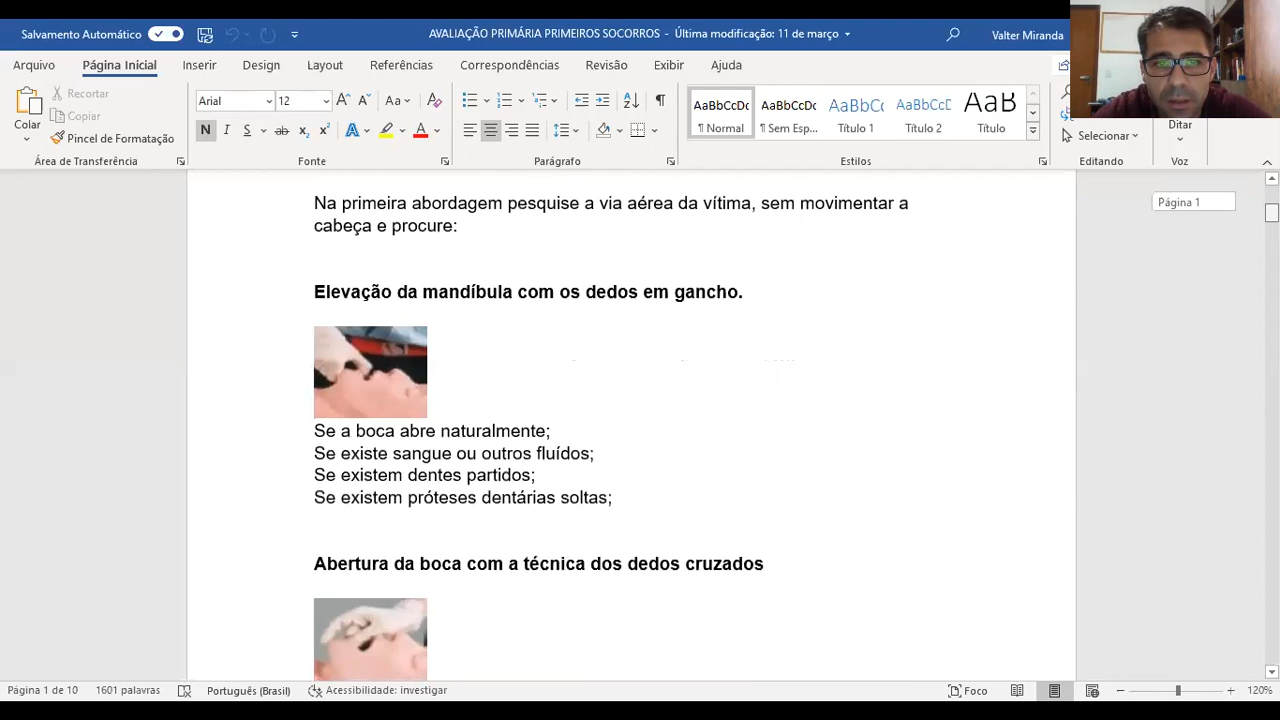 Salvamento Automático
AVALIAÇÃO PRIMÁRIA PRIMEIROS SOCORROS - Última modificação: 11 de março
Valter Miranda
Arquivo Página Inicial Inserir Design Layout Referências Correspondências Revisão Exibir Ajuda
Colar
Recortar
Copiar
Pincel de Formatação
Área de Transferência
Arial 12
Fonte
Parágrafo
AaBbCcDc AaBbCcDc AaBbCc AaBbCcD AaB
¶ Normal ¶ Sem Esp... Título 1 Título 2 Título
Estilos
Selecionar
Editando
Ditar
Voz
Na primeira abordagem pesquise a via aérea da vítima, sem movimentar a
cabeça e procure:
Página 1
Elevação da mandíbula com os dedos em gancho.
Se a boca abre naturalmente;
Se existe sangue ou outros fluídos;
Se existem dentes partidos;
Se existem próteses dentárias soltas;
Abertura da boca com a técnica dos dedos cruzados
Página 1 de 10 1601 palavras Português (Brasil) Acessibilidade: investigar Foco 120%